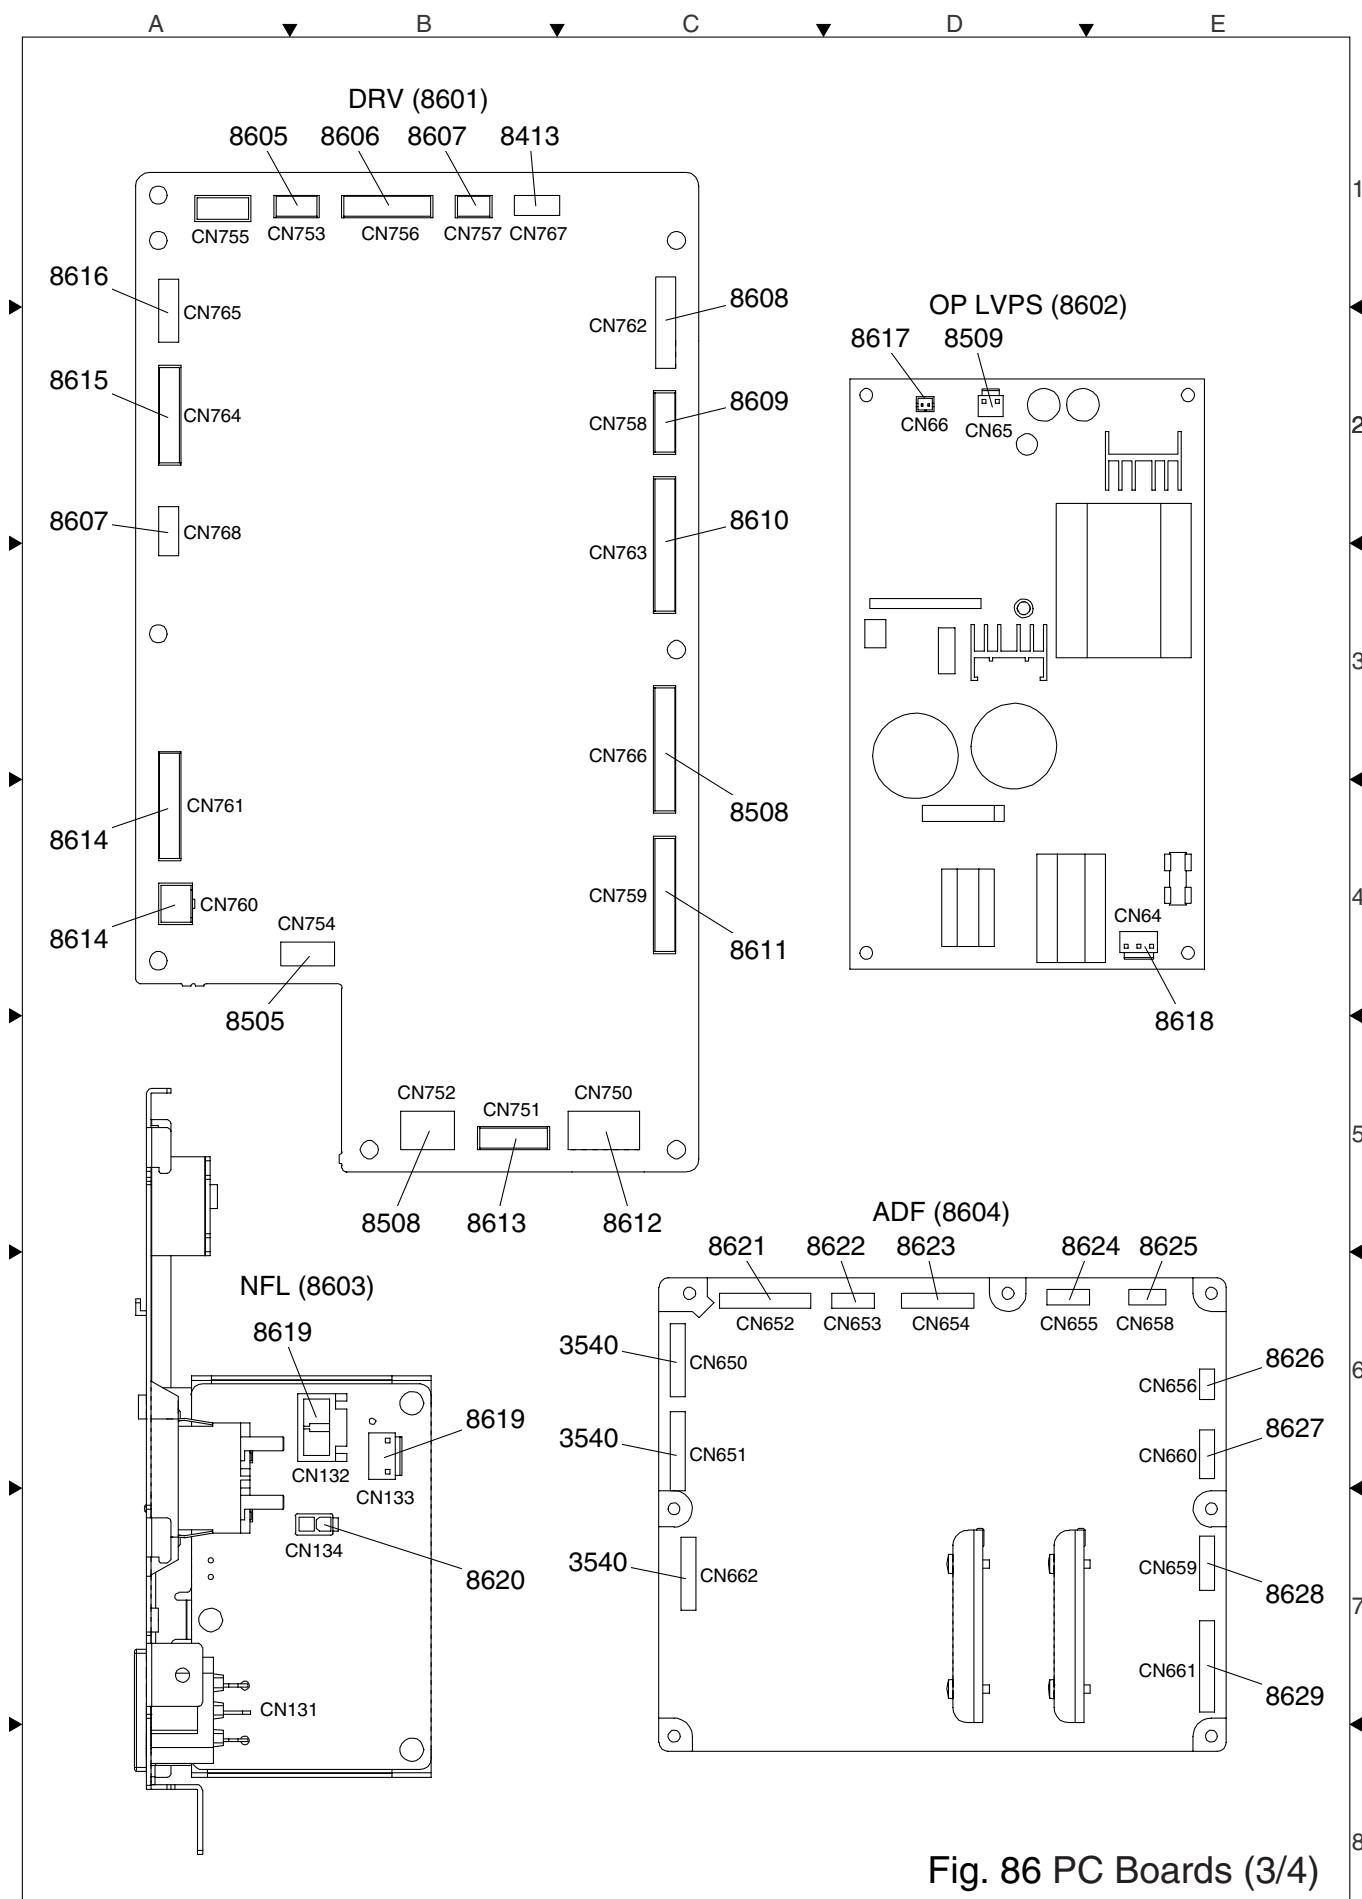 A B C D E
DRV (8601)
8605 8606 8607 8413
1
CN755 CN753 CN756 CN757 CN767
8616
CN765
8608
CN762
OP LVPS (8602)
8617 8509
8615
CN764
8609
CN758
CN66 CN65
2
8607
CN768
8610
CN763
3
CN766
8508
CN761
8614
CN759
CN760
8614
CN754
8611
CN64
4
8505
8618
CN752 CN751 CN750
5
8508 8613 8612
ADF (8604)
8621 8622 8623 8624 8625
NFL (8603)
8619
CN652 CN653 CN654 CN655 CN658
3540
CN650
8626
CN656
6
8619
3540
CN651
8627
CN660
CN132
CN133
CN134
8620
3540
CN662
CN659
8628
7
CN661
8629
CN131
8
Fig. 86 PC Boards (3/4)